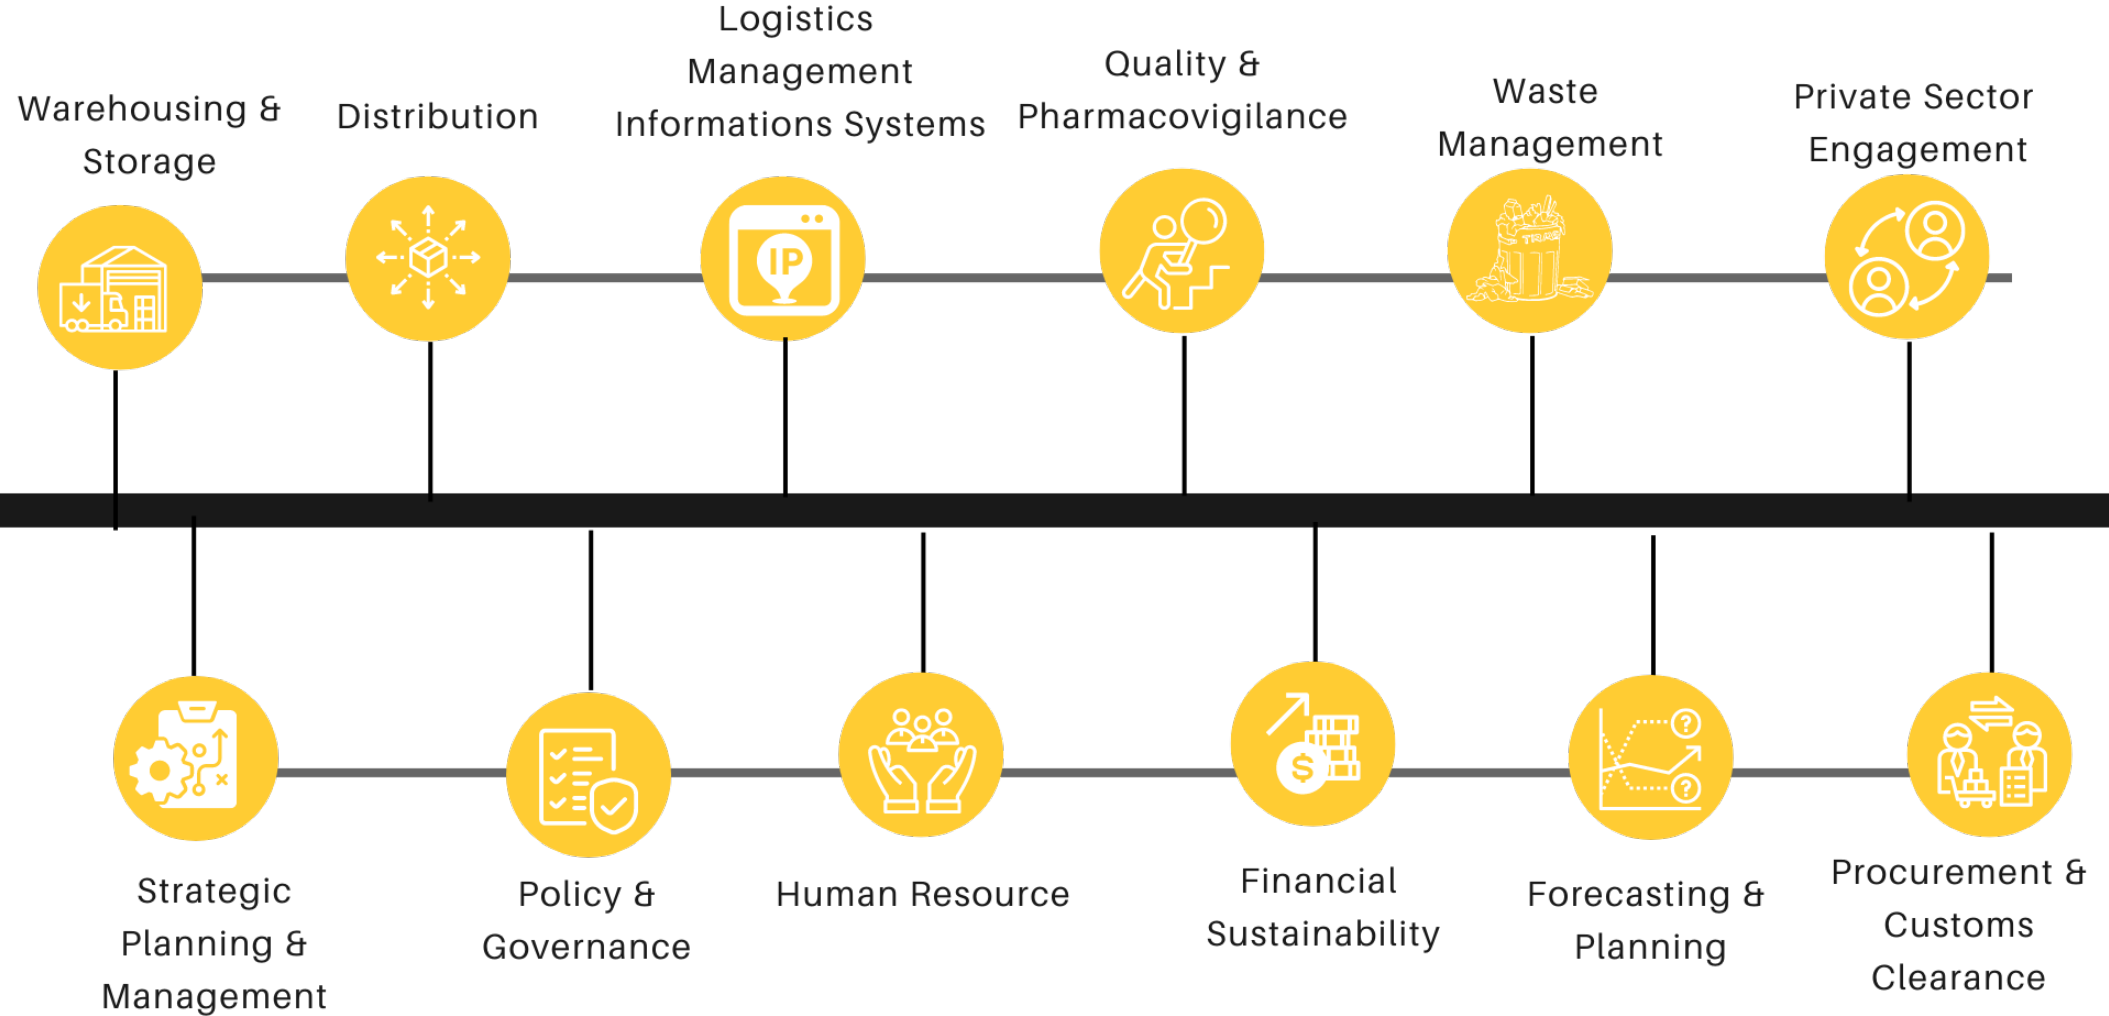 Warehousing &
Storage
Distribution
Logistics
Management
Informations Systems
Quality &
Pharmacovigilance
Waste
Management
Private Sector
Engagement
IP
TRASH
Strategic
Planning &
Management
Policy &
Governance
Human Resource
$
Financial
Sustainability
?
?
Forecasting &
Planning
Procurement &
Customs
Clearance